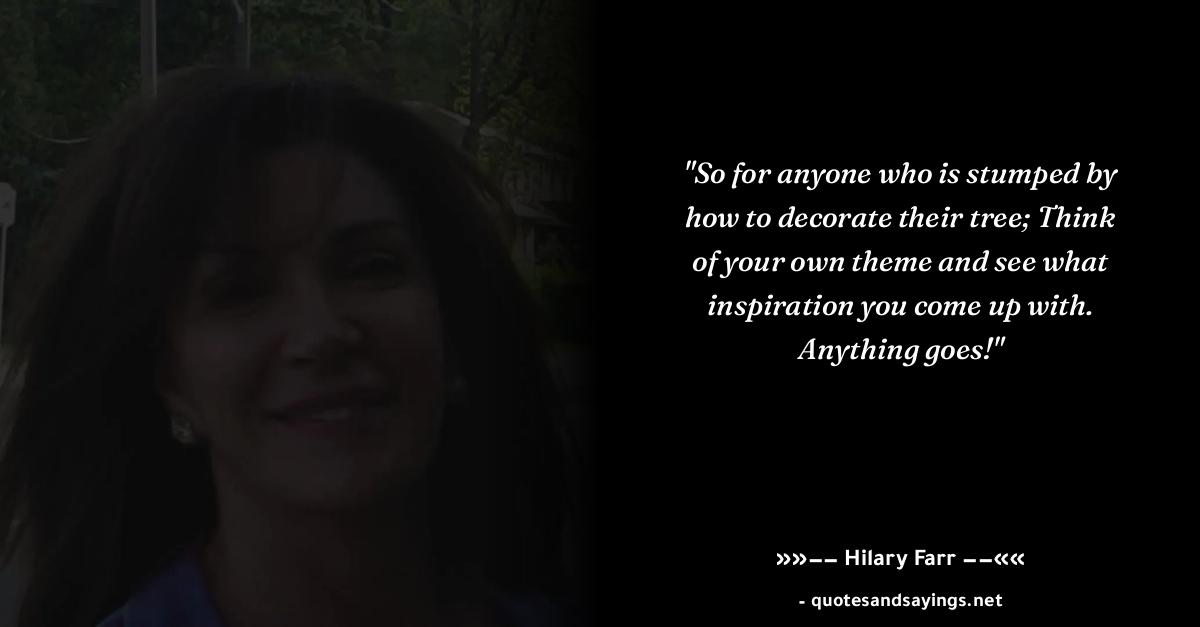 "So for anyone who is stumped by
how to decorate their tree; Think
of your own theme and see what
inspiration you come up with.
Anything goes!"
»»−− Hilary Farr −−««
- quotesandsayings.net